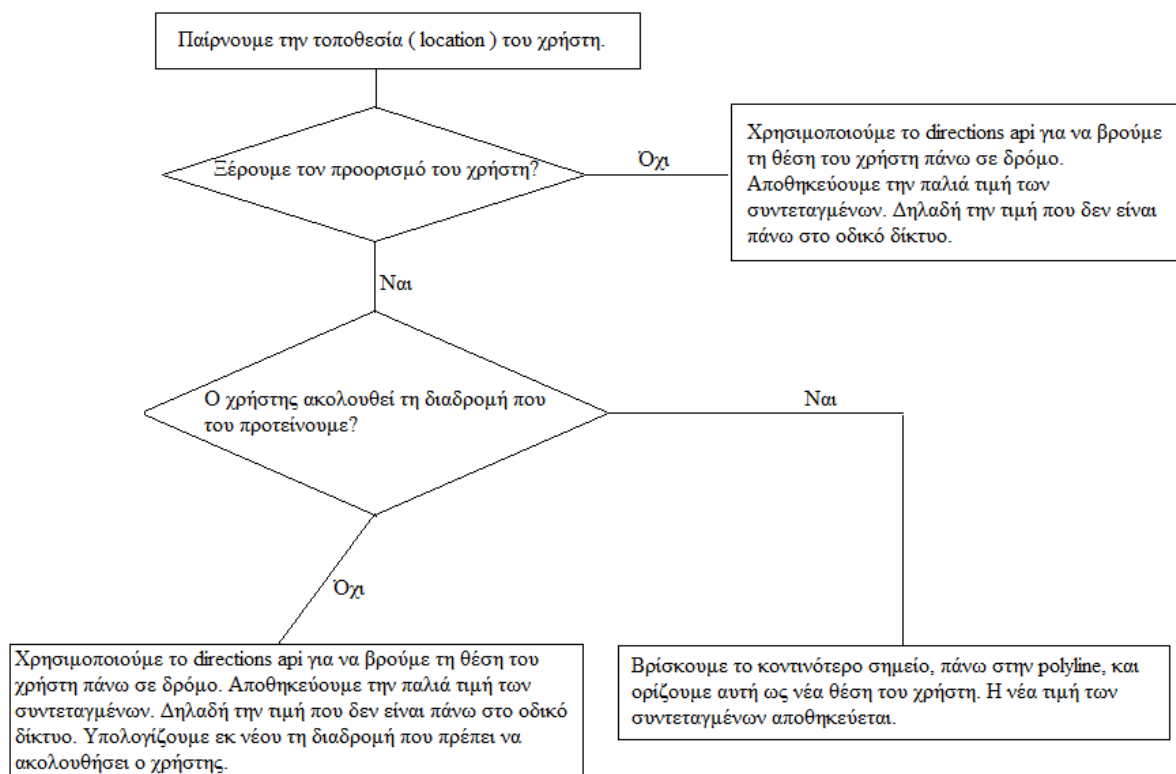 Παίρνουμε την τοποθεσία ( location ) του χρήστη.
Ξέρουμε τον προορισμό του χρήστη?
Όχι
Χρησιμοποιούμε το directions api για να βρούμε
τη θέση του χρήστη πάνω σε δρόμο.
Αποθηκεύουμε την παλιά τιμή των
συντεταγμένων. Δηλαδή την τιμή που δεν είναι
πάνω στο οδικό δίκτυο.
Ναι
Ο χρήστης ακολουθεί τη διαδρομή που
του προτείνουμε?
Ναι
Όχι
Χρησιμοποιούμε το directions api για να βρούμε τη θέση του
χρήστη πάνω σε δρόμο. Αποθηκεύουμε την παλιά τιμή των
συντεταγμένων. Δηλαδή την τιμή που δεν είναι πάνω στο οδικό
δίκτυο. Υπολογίζουμε εκ νέου τη διαδρομή που πρέπει να
ακολουθήσει ο χρήστης.
Βρίσκουμε το κοντινότερο σημείο, πάνω στην polyline, και
ορίζουμε αυτή ως νέα θέση του χρήστη. Η νέα τιμή των
συντεταγμένων αποθηκεύεται.